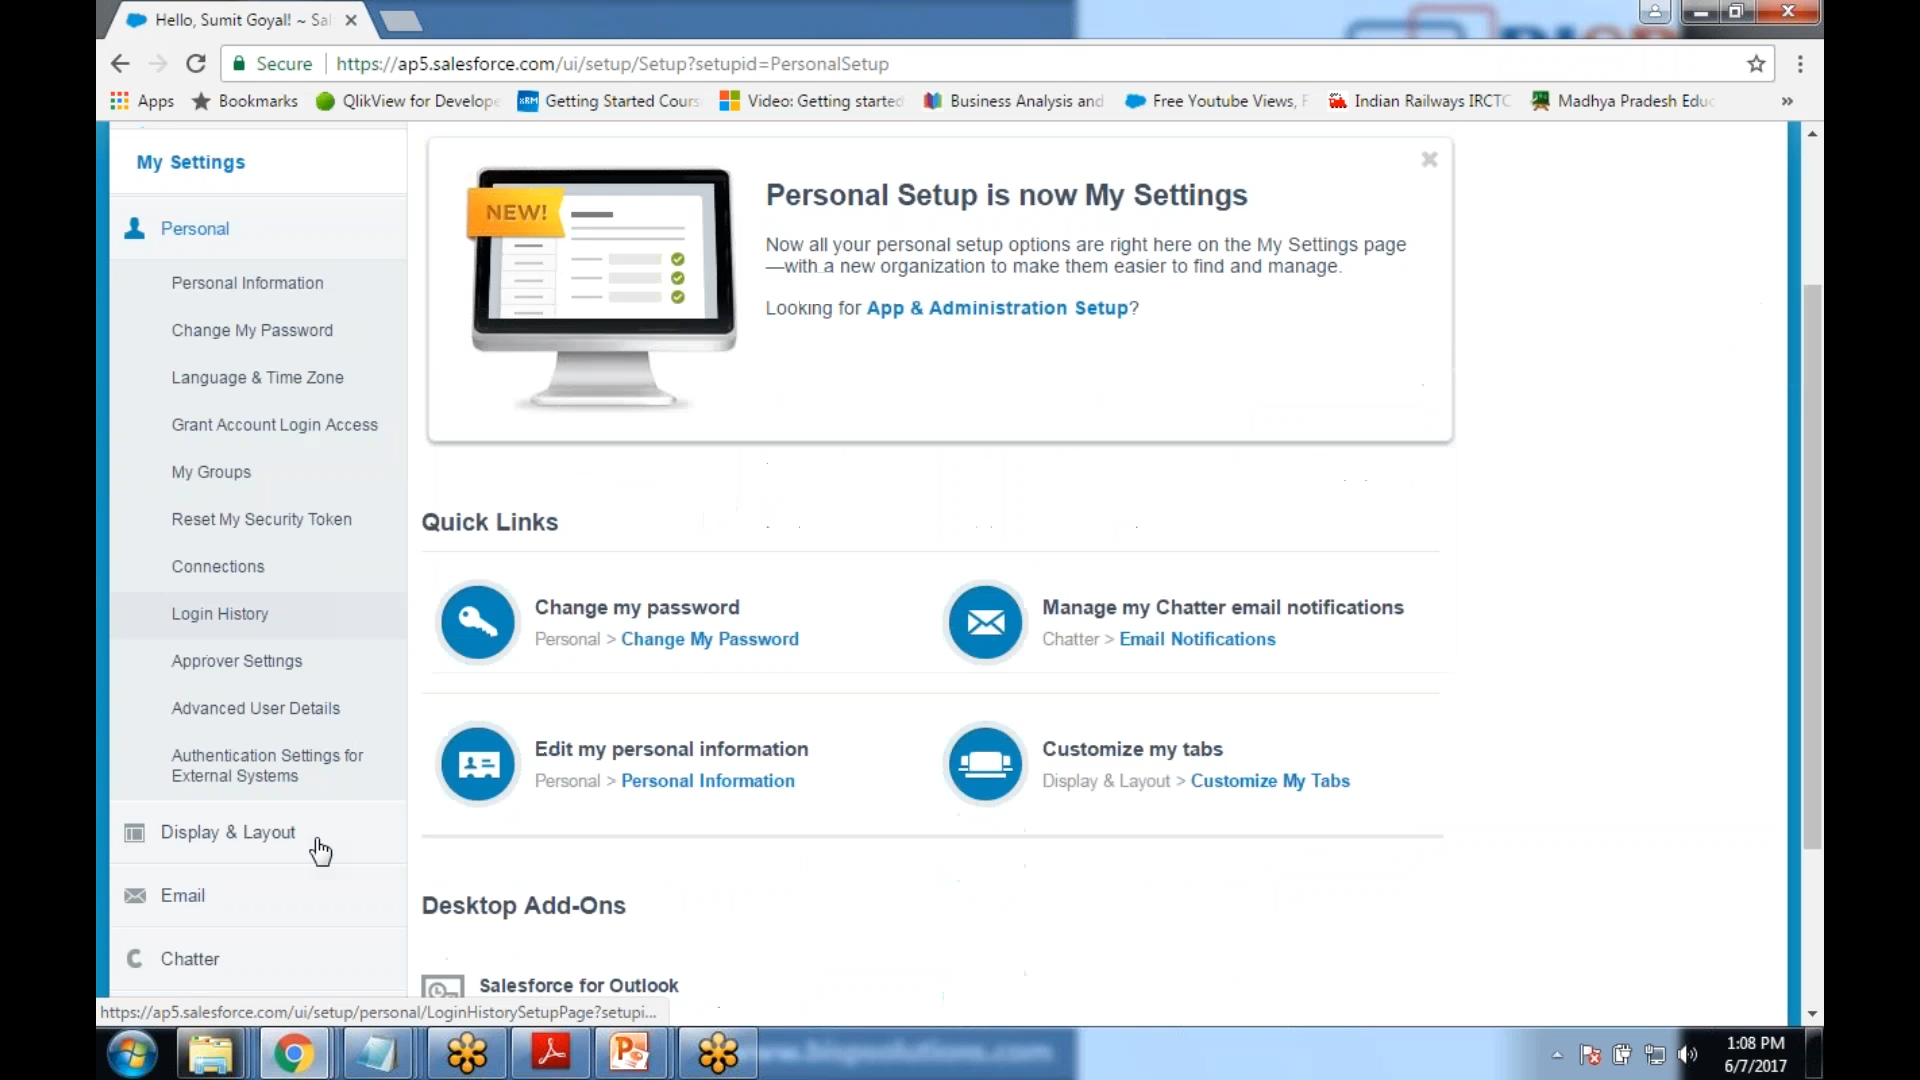 Hello, Sumit Goyal! ~ Sal
Secure
https://ap5.salesforce.com/ui/setup/Setup?setupid=PersonalSetup
Apps
Bookmarks
QlikView for Develope
Getting Started Cours
Video: Getting started
Business Analysis and
Free Youtube Views, F
Indian Railways IRCTC
Madhya Pradesh Educ
»
My Settings
Personal
Personal Information
Change My Password
Language & Time Zone
Grant Account Login Access
My Groups
Reset My Security Token
Connections
Login History
Approver Settings
Advanced User Details
Authentication Settings for
External Systems
Display & Layout
Email
Chatter
NEW!
Personal Setup is now My Settings
Now all your personal setup options are right here on the My Settings page
—with a new organization to make them easier to find and manage.
Looking for App & Administration Setup?
Quick Links
Change my password
Personal > Change My Password
Manage my Chatter email notifications
Chatter > Email Notifications
Edit my personal information
Personal > Personal Information
Customize my tabs
Display & Layout > Customize My Tabs
Desktop Add-Ons
Salesforce for Outlook
https://ap5.salesforce.com/ui/setup/personal/LoginHistorySetupPage?setupi...
1:08 PM
6/7/2017